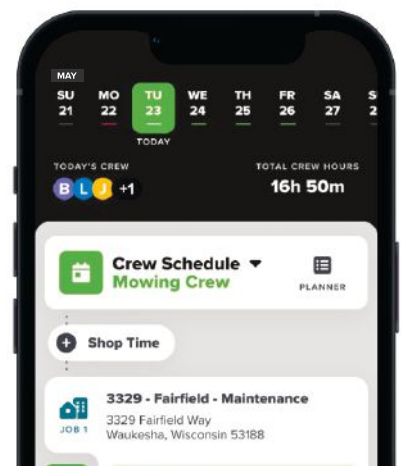 MAY
SU MO TU WE TH FR SA S
21 22 23 24 25 26 27 2
TODAY
TODAY'S CREW TOTAL CREW HOURS
B L J +1 16h 50m
Crew Schedule
Mowing Crew PLANNER
Shop Time
3329 - Fairfield - Maintenance
JOB 1 3329 Fairfield Way
Waukesha, Wisconsin 53188